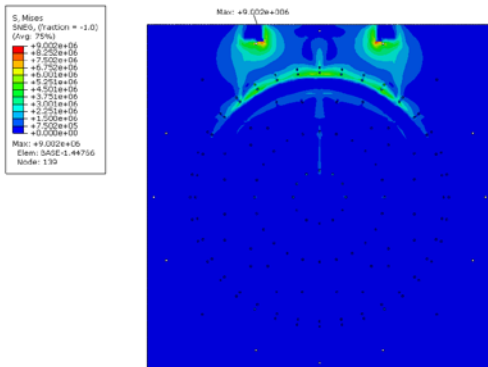 Max: +9.002e+006
S, Mises
SNEG, (fraction = -1.0)
(Avg: 75%)
+9.002e+06
+8.252e+06
+7.502e+06
+6.752e+06
+6.001e+06
+5.251e+06
+4.501e+06
+3.751e+06
+3.001e+06
+2.251e+06
+1.500e+06
+7.502e+05
+0.000e+00
Max: +9.002e+06
Elem: BASE-1.44766
Node: 139